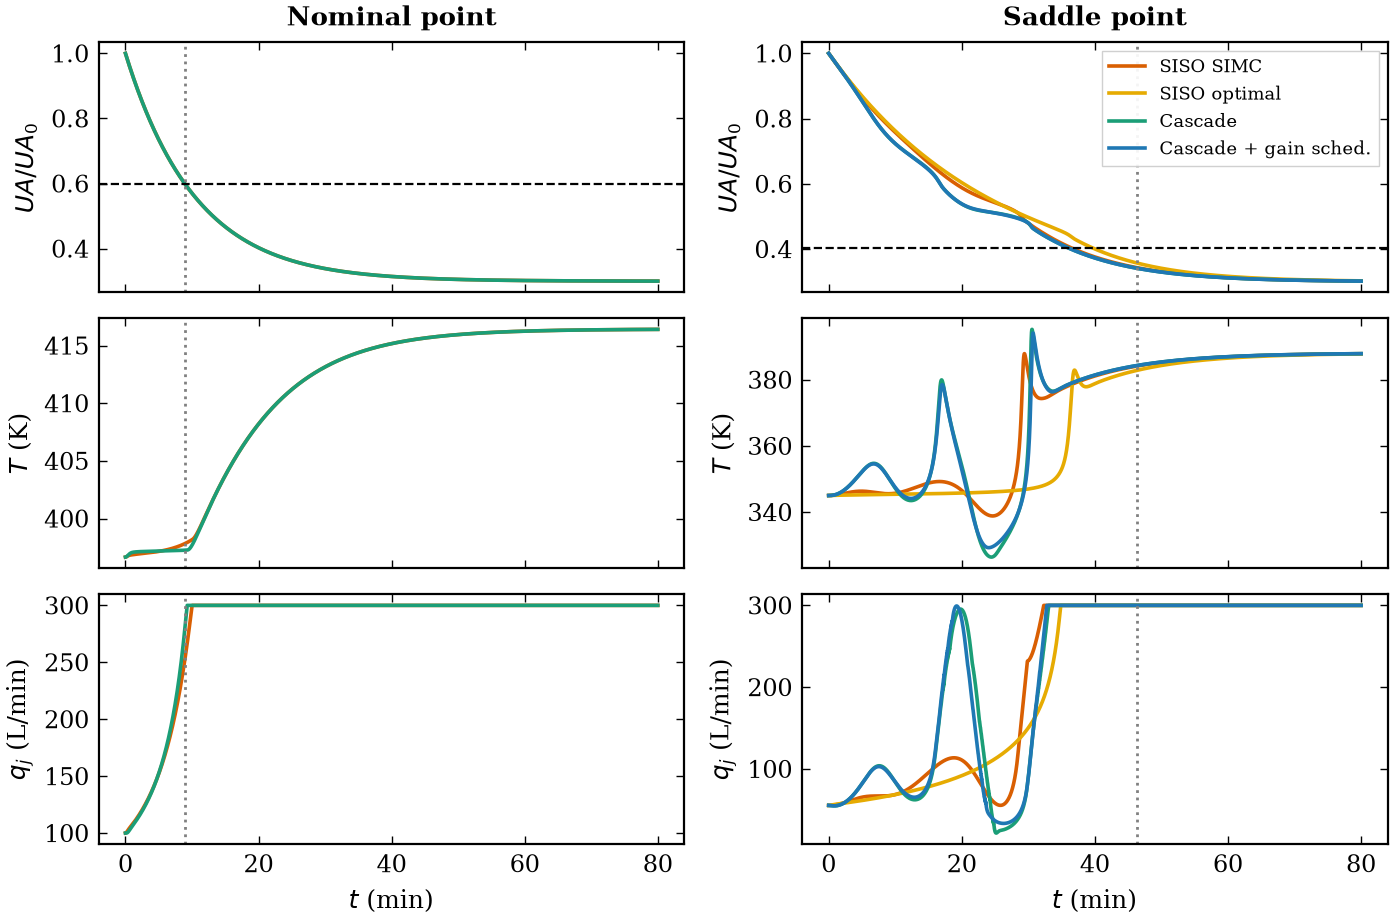 Nominal point
Saddle point
UA/UA₀
1.0
0.8
0.6
0.4
UA/UA₀
1.0
0.8
0.6
0.4
SISO SIMC
SISO optimal
Cascade
Cascade + gain sched.
T (K)
415
410
405
400
T (K)
380
360
340
qⱼ (L/min)
300
250
200
150
100
0 20 40 60 80
t (min)
qⱼ (L/min)
300
200
100
0 20 40 60 80
t (min)